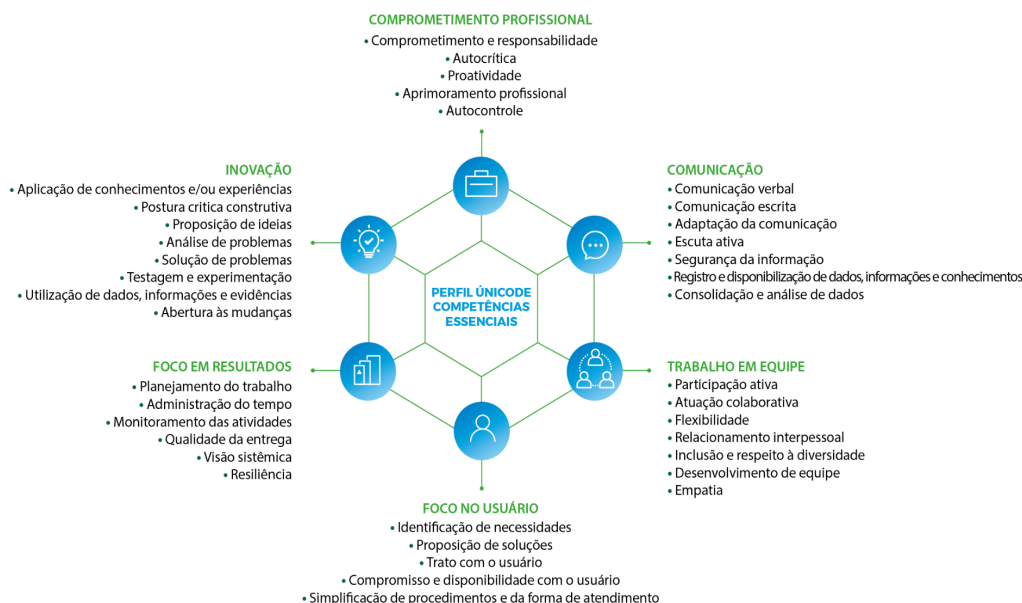 COMPROMETIMENTO PROFISSIONAL
• Comprometimento e responsabilidade
• Autocrítica
• Proatividade
• Aprimoramento profissional
• Autocontrole
INOVAÇÃO
• Aplicação de conhecimentos e/ou experiências
• Postura critica construtiva
• Proposição de ideias
• Análise de problemas
• Solução de problemas
• Testagem e experimentação
• Utilização de dados, informações e evidências
• Abertura às mudanças
COMUNICAÇÃO
• Comunicação verbal
• Comunicação escrita
• Adaptação da comunicação
• Escuta ativa
• Segurança da informação
• Registro e disponibilização de dados, informações e conhecimentos
• Consolidação e análise de dados
PERFIL ÚNICODE
COMPETÊNCIAS
ESSENCIAIS
FOCO EM RESULTADOS
• Planejamento do trabalho
• Administração do tempo
• Monitoramento das atividades
• Qualidade da entrega
• Visão sistêmica
• Resiliência
TRABALHO EM EQUIPE
• Participação ativa
• Atuação colaborativa
• Flexibilidade
• Relacionamento interpessoal
• Inclusão e respeito à diversidade
• Desenvolvimento de equipe
• Empatia
FOCO NO USUÁRIO
• Identificação de necessidades
• Proposição de soluções
• Trato com o usuário
• Compromisso e disponibilidade com o usuário
• Simplificação de procedimentos e da forma de atendimento